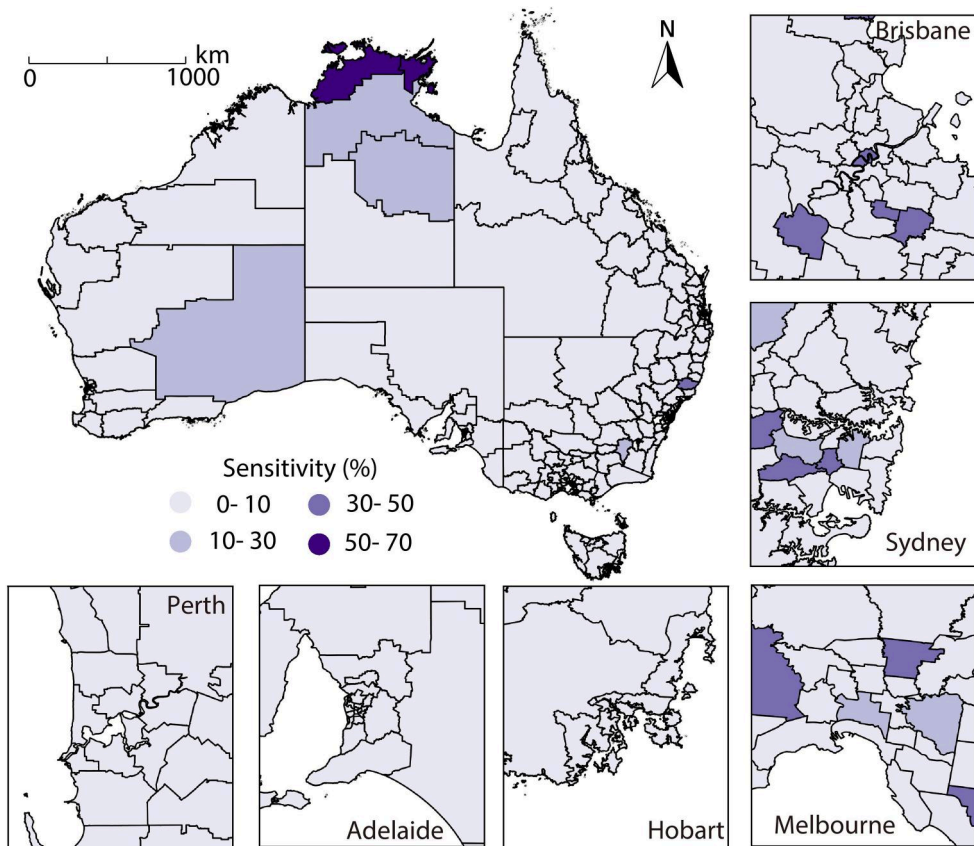 km
0 1000
N
Brisbane
Sensitivity (%)
0- 10 30- 50
10- 30 50- 70
Sydney
Perth
Adelaide
Hobart
Melbourne